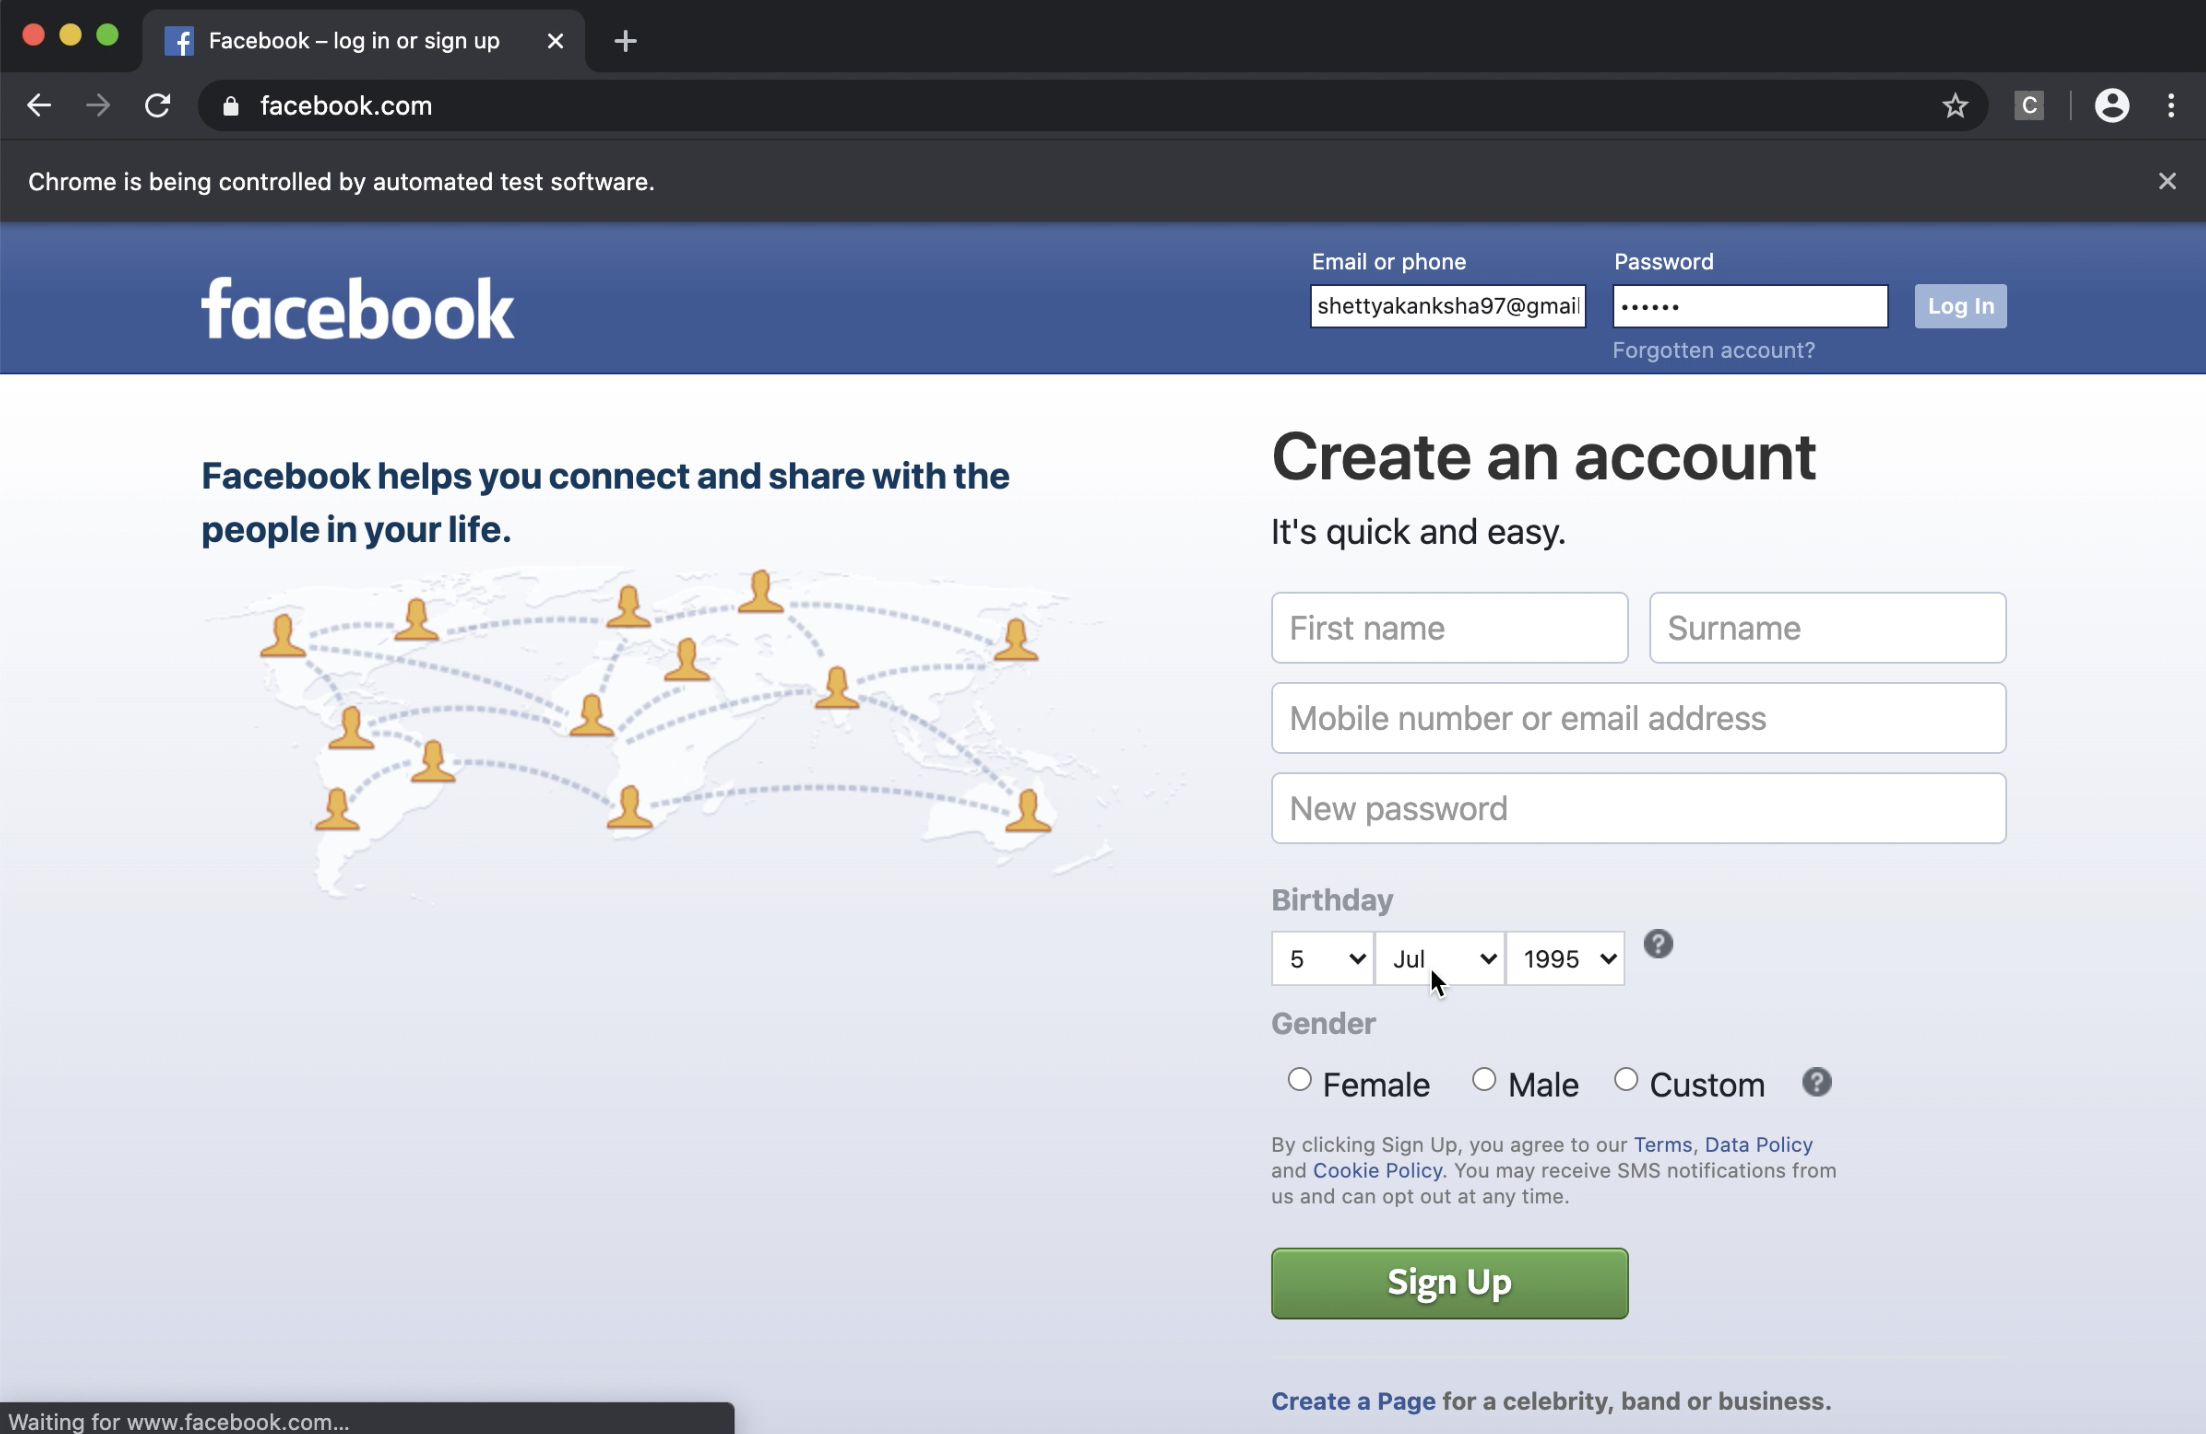 Facebook – log in or sign up
facebook.com
C
Chrome is being controlled by automated test software.
facebook
Email or phone
Password
shettyakanksha97@gmail
••••••
Log In
Forgotten account?
Facebook helps you connect and share with the
people in your life.
Create an account
It's quick and easy.
First name
Surname
Mobile number or email address
New password
Birthday
5
Jul
1995
?
Gender
Female
Male
Custom
?
By clicking Sign Up, you agree to our Terms, Data Policy
and Cookie Policy. You may receive SMS notifications from
us and can opt out at any time.
Sign Up
Create a Page for a celebrity, band or business.
Waiting for www.facebook.com...